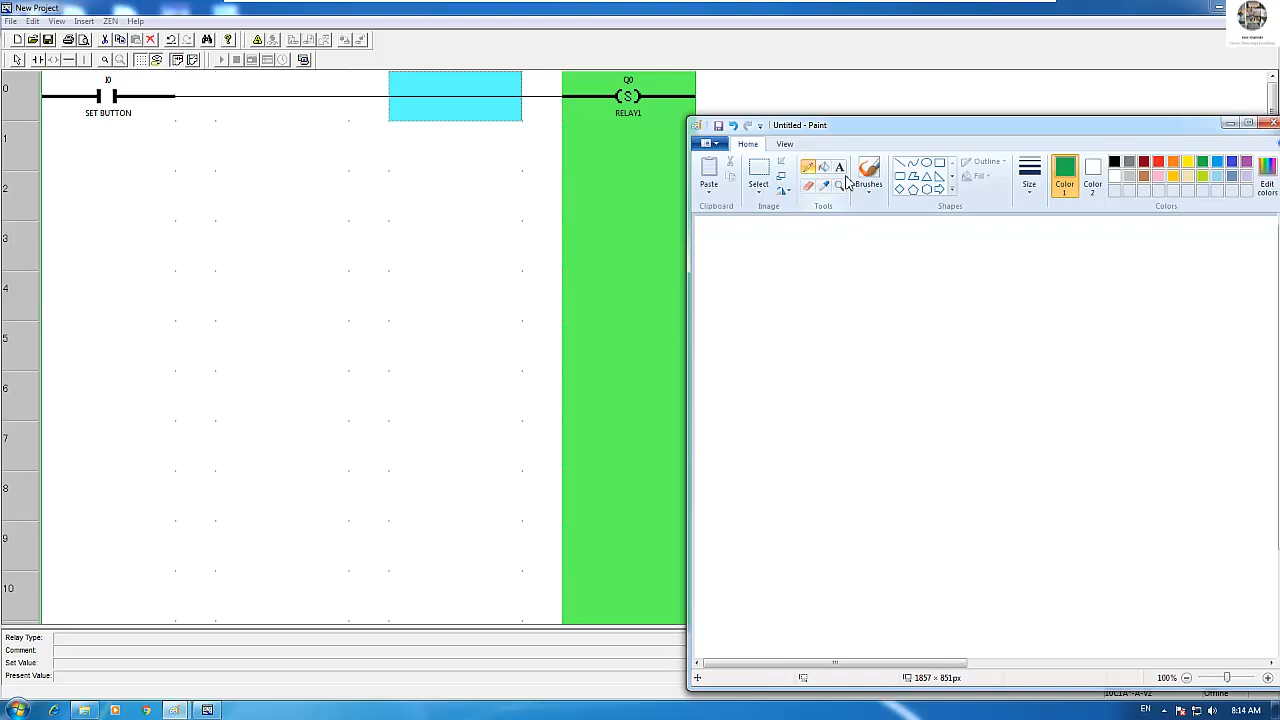 New Project
File Edit View Insert ZEN Help
0
I0
SET BUTTON
Q0
S
RELAY1
2
3
4
5
6
7
8
9
10
Untitled - Paint
Home View
Paste
Select
A
Brushes
Outline
Fill
Size
Color 1
Color 2
Edit colors
Clipboard Image Tools Shapes Colors
1857 × 851px
100%
Relay Type:
Comment:
Set Value:
Present Value:
Offline
EN
8:14 AM